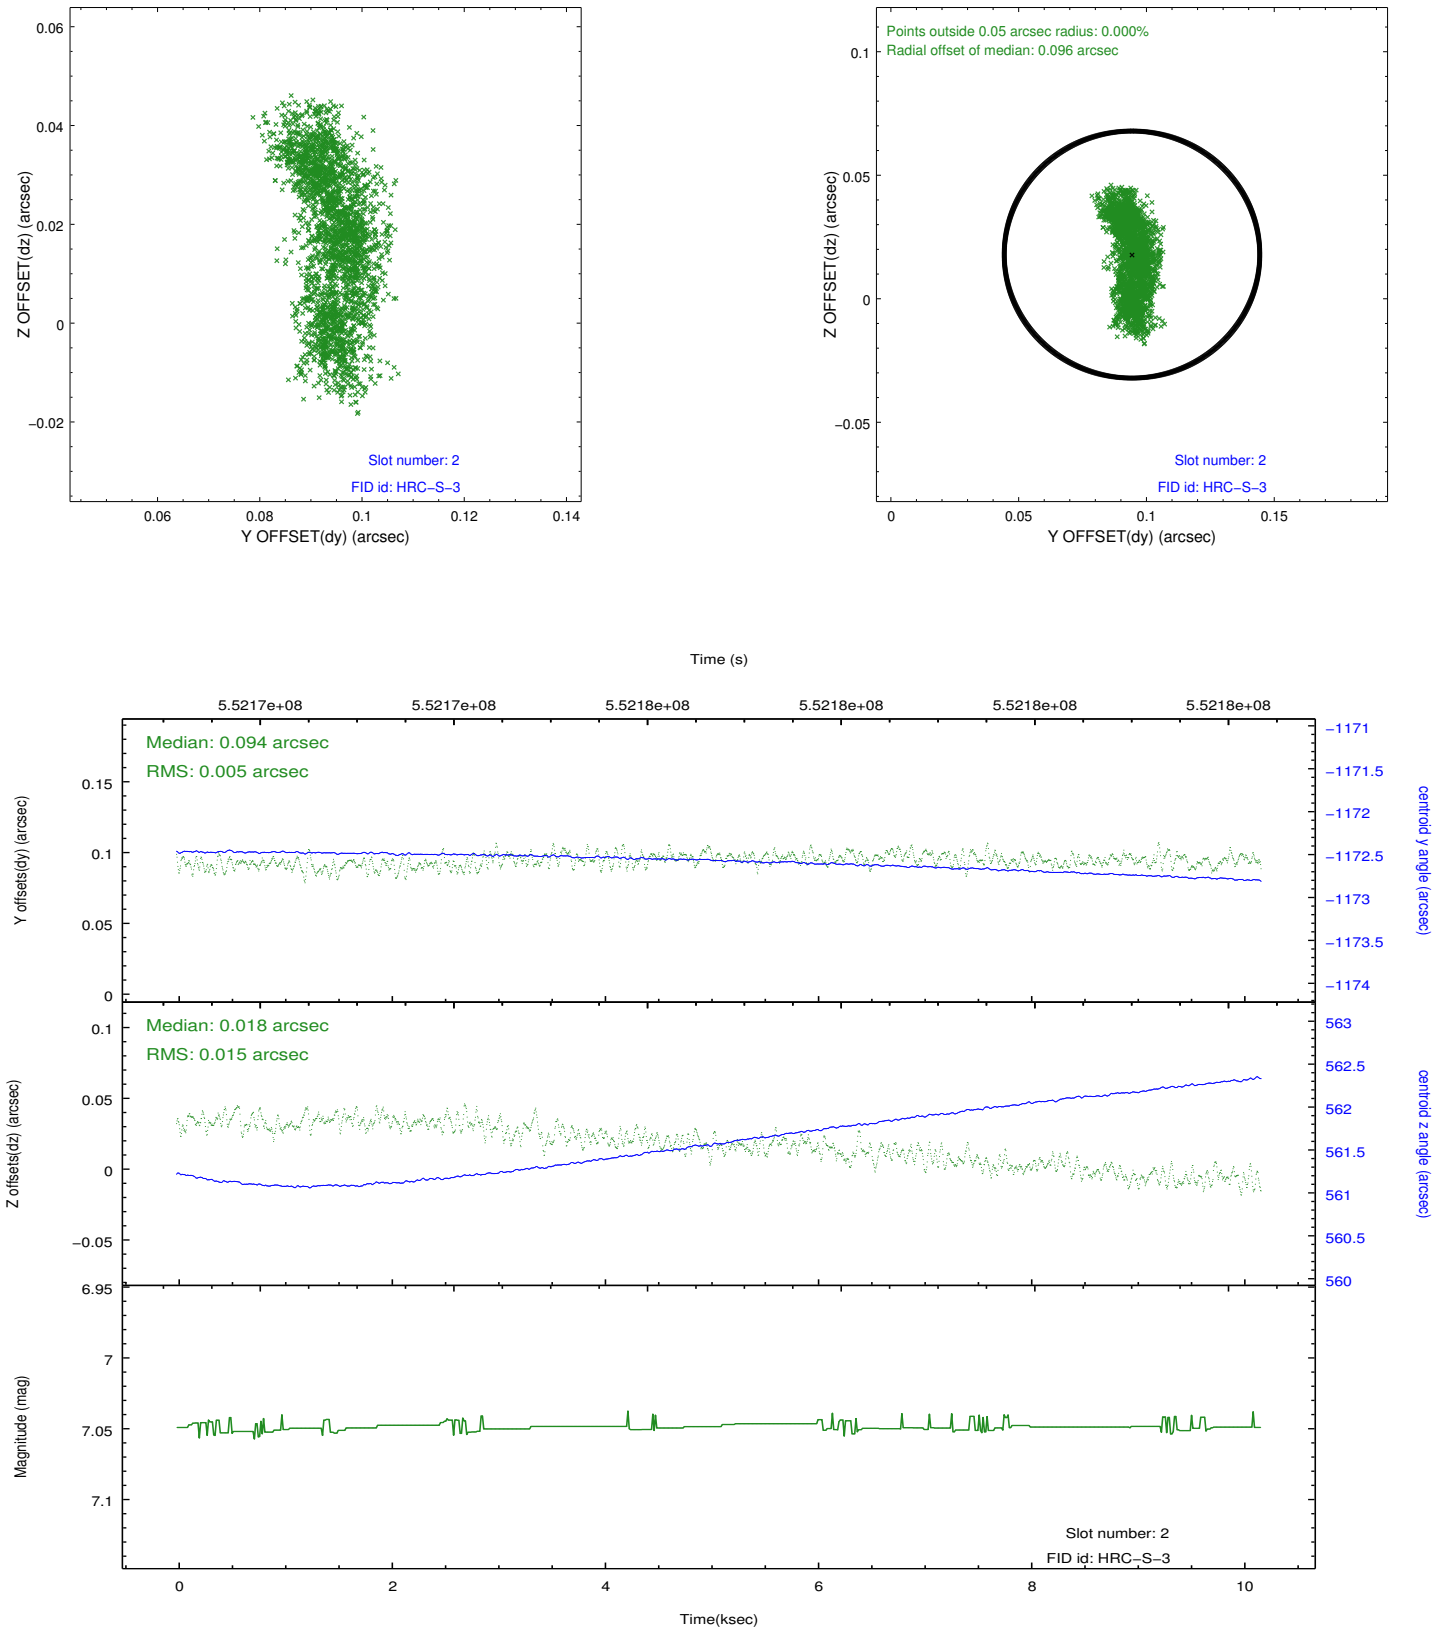 0.06
0.04
0.02
0
−0.02
Z OFFSET(dz) (arcsec)
Slot number: 2
FID id: HRC−S−3
0.06 0.08 0.1 0.12 0.14
Y OFFSET(dy) (arcsec)
Points outside 0.05 arcsec radius: 0.000%
Radial offset of median: 0.096 arcsec
0.1
0.05
0
−0.05
Z OFFSET(dz) (arcsec)
Slot number: 2
FID id: HRC−S−3
0 0.05 0.1 0.15
Y OFFSET(dy) (arcsec)
Time (s)
5.5217e+08 5.5217e+08 5.5218e+08 5.5218e+08 5.5218e+08 5.5218e+08
Median: 0.094 arcsec
RMS: 0.005 arcsec
0.15
0.1
0.05
0
Y offsets(dy) (arcsec)
−1171
−1171.5
−1172
−1172.5
−1173
−1173.5
−1174
centroid y angle (arcsec)
Median: 0.018 arcsec
RMS: 0.015 arcsec
0.1
0.05
0
−0.05
Z offsets(dz) (arcsec)
563
562.5
562
561.5
561
560.5
560
centroid z angle (arcsec)
6.95
7
7.05
7.1
Magnitude (mag)
Slot number: 2
FID id: HRC−S−3
0 2 4 6 8 10
Time(ksec)